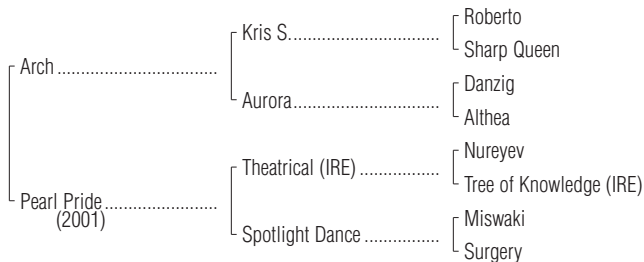 Roberto
Kris S.
Sharp Queen
Arch
Danzig
Aurora
Althea
Nureyev
Theatrical (IRE)
Tree of Knowledge (IRE)
Pearl Pride
(2001)
Miswaki
Spotlight Dance
Surgery